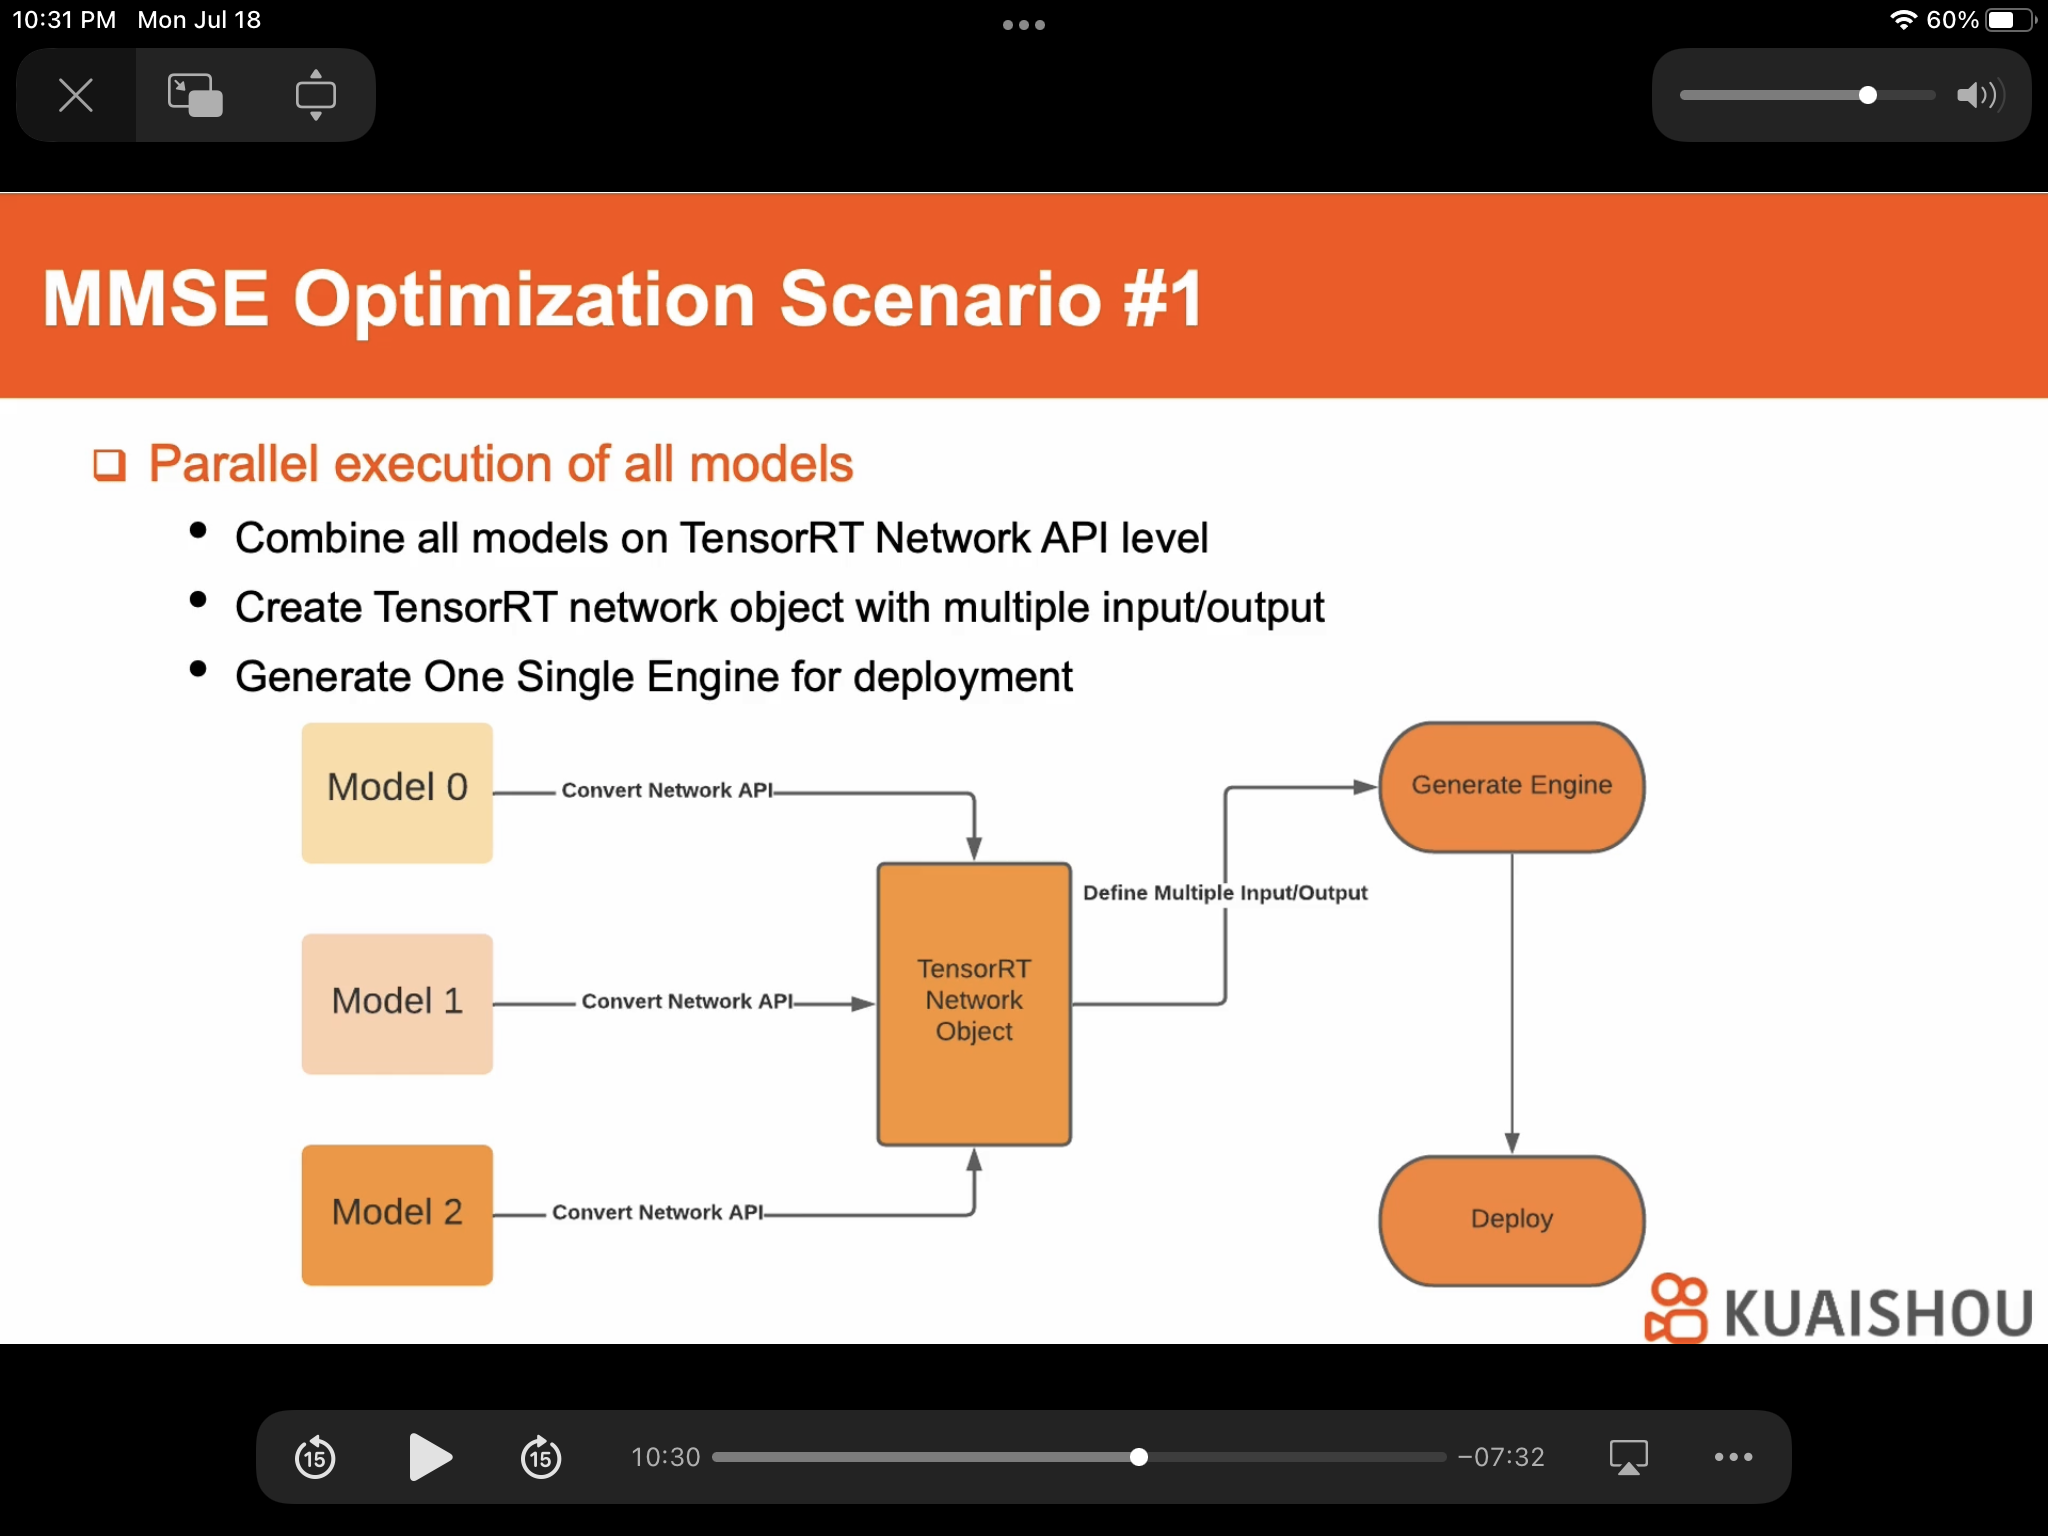 10:31 PM Mon Jul 18
60%
MMSE Optimization Scenario #1
Parallel execution of all models
Combine all models on TensorRT Network API level
Create TensorRT network object with multiple input/output
Generate One Single Engine for deployment
Model 0
Convert Network API
Generate Engine
Define Multiple Input/Output
Model 1
Convert Network API
TensorRT
Network
Object
Model 2
Convert Network API
Deploy
KUAISHOU
15
15
10:30
−07:32